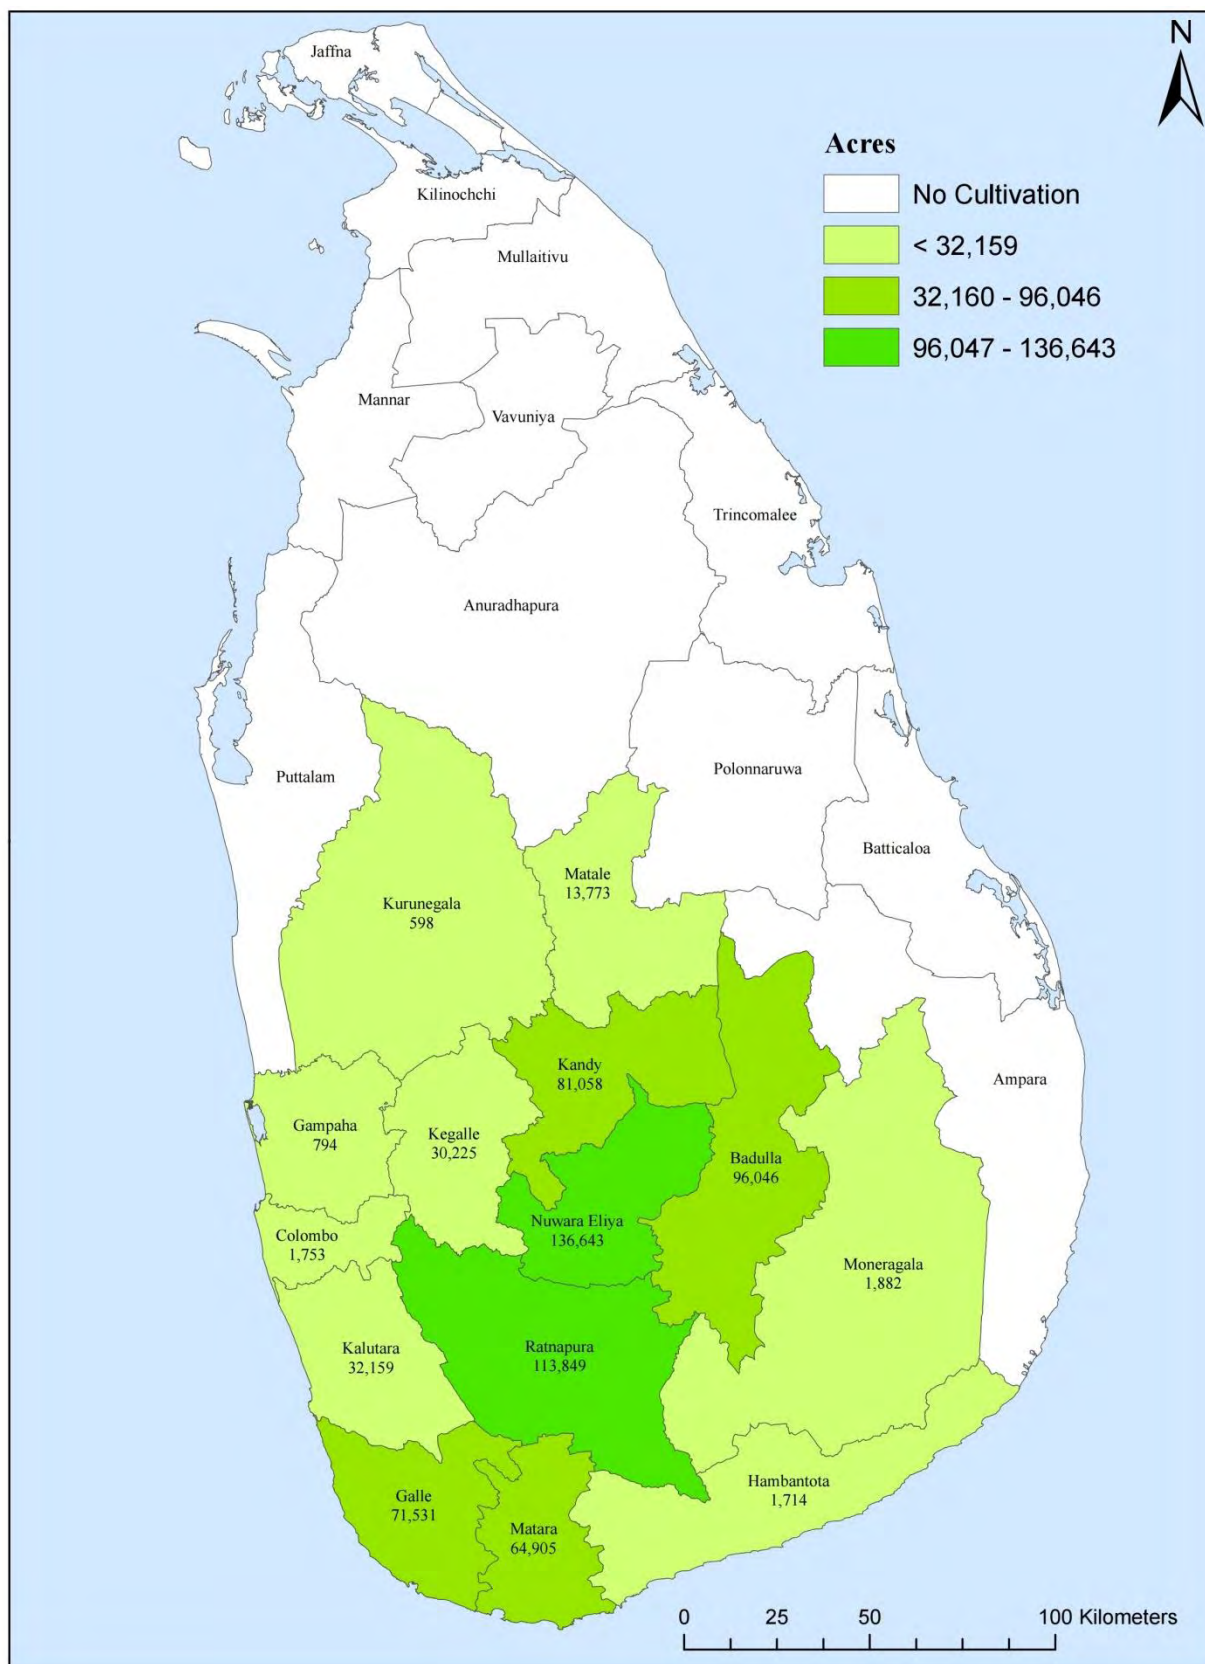 N
Jaffna
Acres
No Cultivation
Kilinochchi
< 32,159
Mullaitivu
32,160 - 96,046
96,047 - 136,643
Mannar
Vavuniya
Trincomalee
Anuradhapura
Puttalam
Polonnaruwa
Batticaloa
Matale
13,773
Kurunegala
598
Kandy
81,058
Ampara
Gampaha
794
Kegalle
30,225
Badulla
96,046
Nuwara Eliya
136,643
Colombo
1,753
Moneragala
1,882
Kalutara
32,159
Ratnapura
113,849
Hambantota
1,714
Galle
71,531
Matara
64,905
0 25 50 100 Kilometers